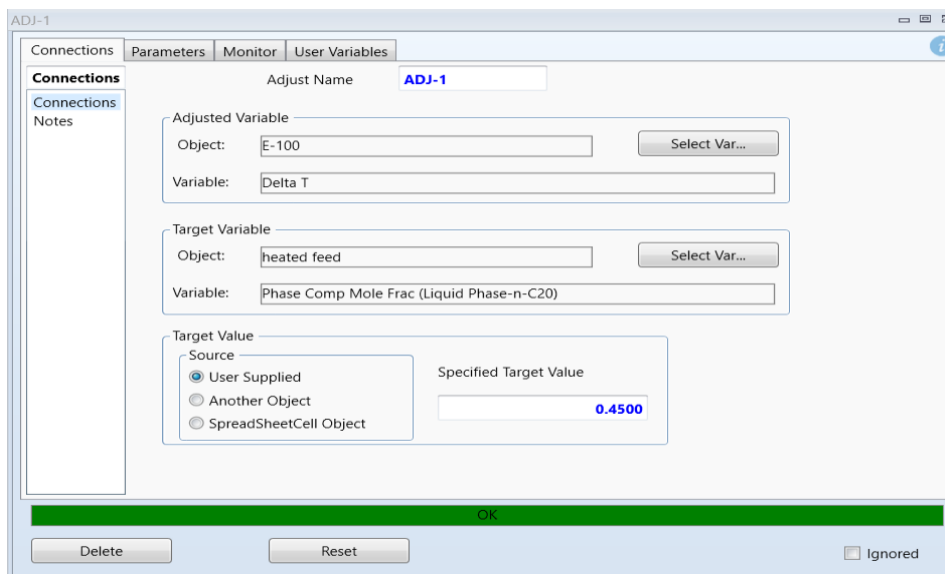 ADJ-1
Connections Parameters Monitor User Variables
Connections
Connections
Notes
Adjust Name ADJ-1
Adjusted Variable
Object: E-100 Select Var...
Variable: Delta T
Target Variable
Object: heated feed Select Var...
Variable: Phase Comp Mole Frac (Liquid Phase-n-C20)
Target Value
Source
User Supplied
Another Object
SpreadSheetCell Object
Specified Target Value
0.4500
OK
Delete Reset Ignored